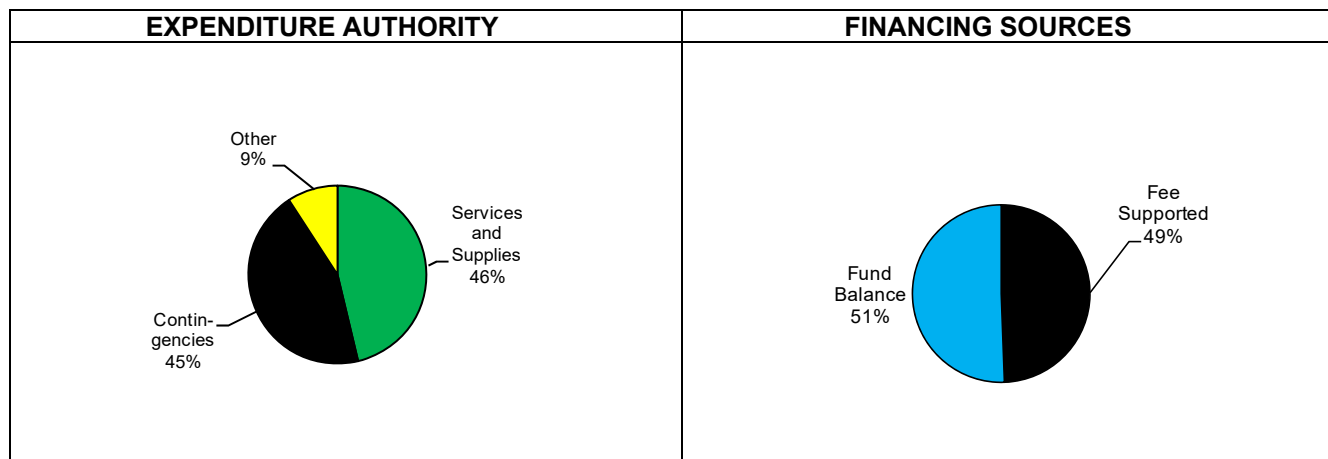 EXPENDITURE AUTHORITY
Other
9%
Services
and
Supplies
46%
Contin-
gencies
45%
FINANCING SOURCES
Fee
Supported
49%
Fund
Balance
51%